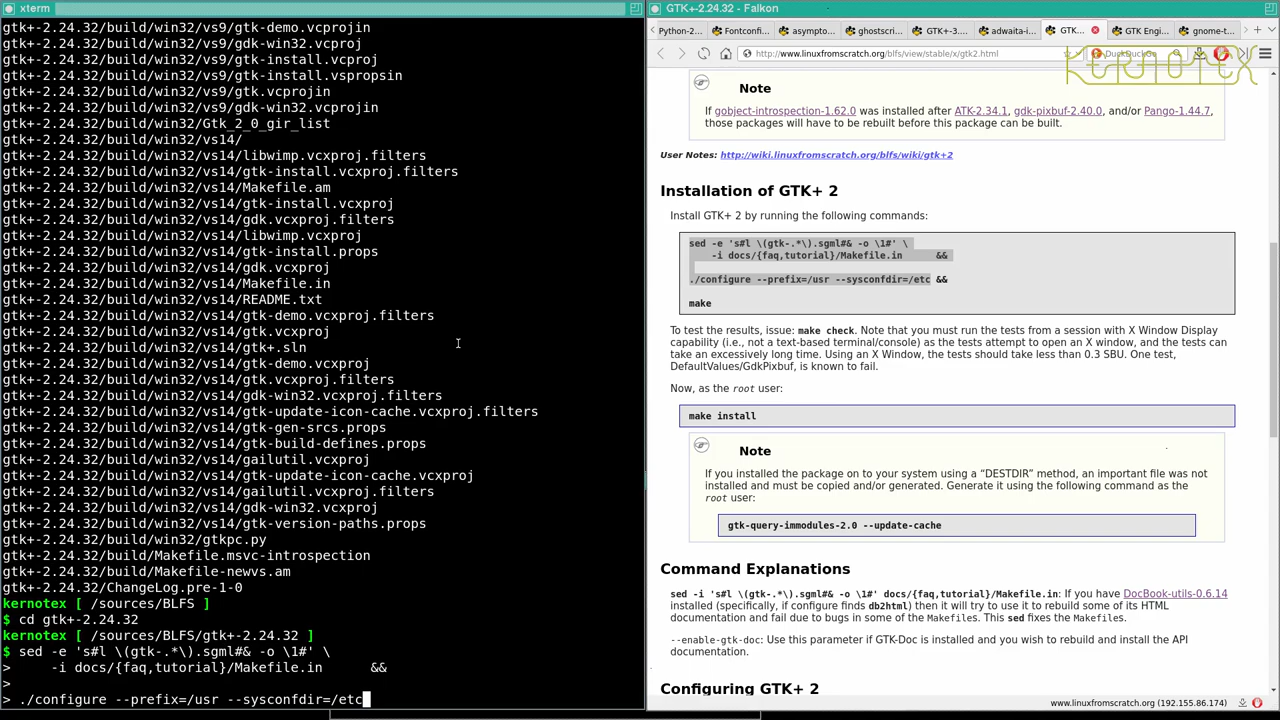 xterm
gtk+-2.24.32/build/win32/vs9/gtk-demo.vcprojin
gtk+-2.24.32/build/win32/vs9/gdk-win32.vcproj
gtk+-2.24.32/build/win32/vs9/gtk-install.vcproj
gtk+-2.24.32/build/win32/vs9/gtk-install.vspropsin
gtk+-2.24.32/build/win32/vs9/gtk.vcprojin
gtk+-2.24.32/build/win32/vs9/gdk-win32.vcprojin
gtk+-2.24.32/build/win32/Gtk_2_0_gir_list
gtk+-2.24.32/build/win32/vs14/
gtk+-2.24.32/build/win32/vs14/libwimp.vcxproj.filters
gtk+-2.24.32/build/win32/vs14/gtk-install.vcxproj.filters
gtk+-2.24.32/build/win32/vs14/Makefile.am
gtk+-2.24.32/build/win32/vs14/gtk-install.vcxproj
gtk+-2.24.32/build/win32/vs14/gdk.vcxproj.filters
gtk+-2.24.32/build/win32/vs14/libwimp.vcxproj
gtk+-2.24.32/build/win32/vs14/gtk-install.props
gtk+-2.24.32/build/win32/vs14/gdk.vcxproj
gtk+-2.24.32/build/win32/vs14/Makefile.in
gtk+-2.24.32/build/win32/vs14/README.txt
gtk+-2.24.32/build/win32/vs14/gtk-demo.vcxproj.filters
gtk+-2.24.32/build/win32/vs14/gtk.vcxproj
gtk+-2.24.32/build/win32/vs14/gtk+.sln
gtk+-2.24.32/build/win32/vs14/gtk-demo.vcxproj
gtk+-2.24.32/build/win32/vs14/gtk.vcxproj.filters
gtk+-2.24.32/build/win32/vs14/gdk-win32.vcxproj.filters
gtk+-2.24.32/build/win32/vs14/gtk-update-icon-cache.vcxproj.filters
gtk+-2.24.32/build/win32/vs14/gtk-gen-srcs.props
gtk+-2.24.32/build/win32/vs14/gtk-build-defines.props
gtk+-2.24.32/build/win32/vs14/gailutil.vcxproj
gtk+-2.24.32/build/win32/vs14/gtk-update-icon-cache.vcxproj
gtk+-2.24.32/build/win32/vs14/gailutil.vcxproj.filters
gtk+-2.24.32/build/win32/vs14/gdk-win32.vcxproj
gtk+-2.24.32/build/win32/vs14/gtk-version-paths.props
gtk+-2.24.32/build/win32/gtkpc.py
gtk+-2.24.32/build/Makefile.msvc-introspection
gtk+-2.24.32/build/Makefile-newvs.am
gtk+-2.24.32/ChangeLog.pre-1-0
kernotex [ /sources/BLFS ]
$ cd gtk+-2.24.32
kernotex [ /sources/BLFS/gtk+-2.24.32 ]
$ sed -e 's#l \(gtk-.*\).sgml#& -o \1#' \
>     -i docs/{faq,tutorial}/Makefile.in      &&
>
> ./configure --prefix=/usr --sysconfdir=/etc
GTK+-2.24.32 - Falkon
Python-2... Fontconfi... asympto... ghostscri... GTK+-3.... adwaita-i... GTK... GTK Engi... gnome-t...
http://www.linuxfromscratch.org/blfs/view/stable/x/gtk2.html DuckDuckGo
KERNOTEX
Note
If gobject-introspection-1.62.0 was installed after ATK-2.34.1, gdk-pixbuf-2.40.0, and/or Pango-1.44.7,
those packages will have to be rebuilt before this package can be built.
User Notes: http://wiki.linuxfromscratch.org/blfs/wiki/gtk+2
Installation of GTK+ 2
Install GTK+ 2 by running the following commands:
sed -e 's#l \(gtk-.*\).sgml#& -o \1#' \
    -i docs/{faq,tutorial}/Makefile.in      &&
./configure --prefix=/usr --sysconfdir=/etc &&
make
To test the results, issue: make check. Note that you must run the tests from a session with X Window Display
capability (i.e., not a text-based terminal/console) as the tests attempt to open an X window, and the tests can
take an excessively long time. Using an X Window, the tests should take less than 0.3 SBU. One test,
DefaultValues/GdkPixbuf, is known to fail.
Now, as the root user:
make install
Note
If you installed the package on to your system using a “DESTDIR” method, an important file was not
installed and must be copied and/or generated. Generate it using the following command as the
root user:
gtk-query-immodules-2.0 --update-cache
Command Explanations
sed -i 's#l \(gtk-.*\).sgml#& -o \1#' docs/{faq,tutorial}/Makefile.in: If you have DocBook-utils-0.6.14
installed (specifically, if configure finds db2html) then it will try to use it to rebuild some of its HTML
documentation and fail due to bugs in some of the Makefiles. This sed fixes the Makefiles.
--enable-gtk-doc: Use this parameter if GTK-Doc is installed and you wish to rebuild and install the API
documentation.
Configuring GTK+ 2
www.linuxfromscratch.org (192.155.86.174)